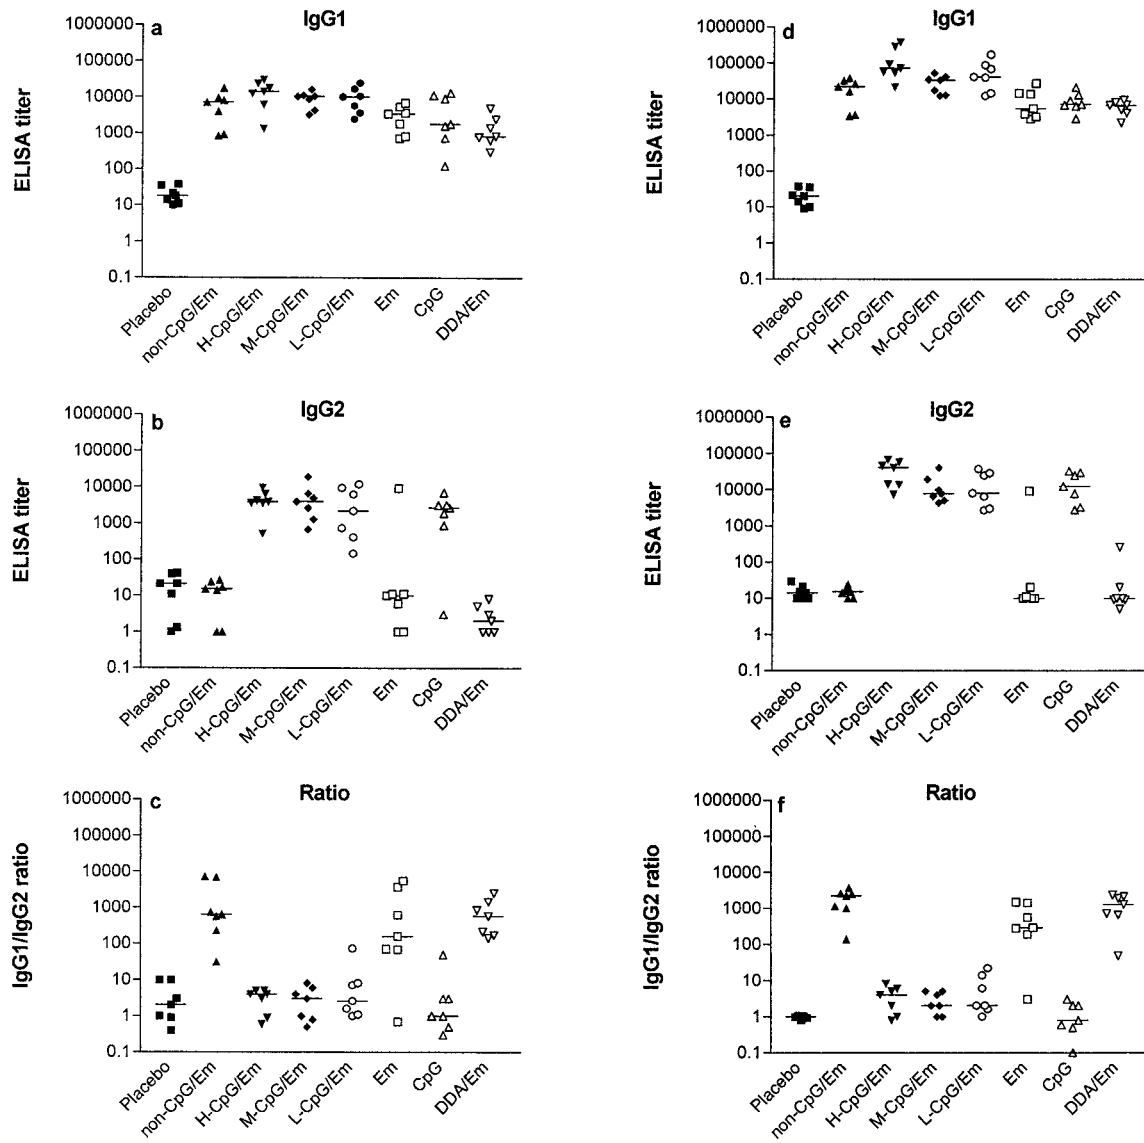 a
IgG1
ELISA titer
1000000
100000
10000
1000
100
10
1
0.1
Placebo
non-CpG/Em
H-CpG/Em
M-CpG/Em
L-CpG/Em
Em
CpG
DDA/Em
d
IgG1
ELISA titer
1000000
100000
10000
1000
100
10
1
0.1
Placebo
non-CpG/Em
H-CpG/Em
M-CpG/Em
L-CpG/Em
Em
CpG
DDA/Em
b
IgG2
ELISA titer
1000000
100000
10000
1000
100
10
1
0.1
Placebo
non-CpG/Em
H-CpG/Em
M-CpG/Em
L-CpG/Em
Em
CpG
DDA/Em
e
IgG2
ELISA titer
1000000
100000
10000
1000
100
10
1
0.1
Placebo
non-CpG/Em
H-CpG/Em
M-CpG/Em
L-CpG/Em
Em
CpG
DDA/Em
c
Ratio
IgG1/IgG2 ratio
1000000
100000
10000
1000
100
10
1
0.1
Placebo
non-CpG/Em
H-CpG/Em
M-CpG/Em
L-CpG/Em
Em
CpG
DDA/Em
f
Ratio
IgG1/IgG2 ratio
1000000
100000
10000
1000
100
10
1
0.1
Placebo
non-CpG/Em
H-CpG/Em
M-CpG/Em
L-CpG/Em
Em
CpG
DDA/Em